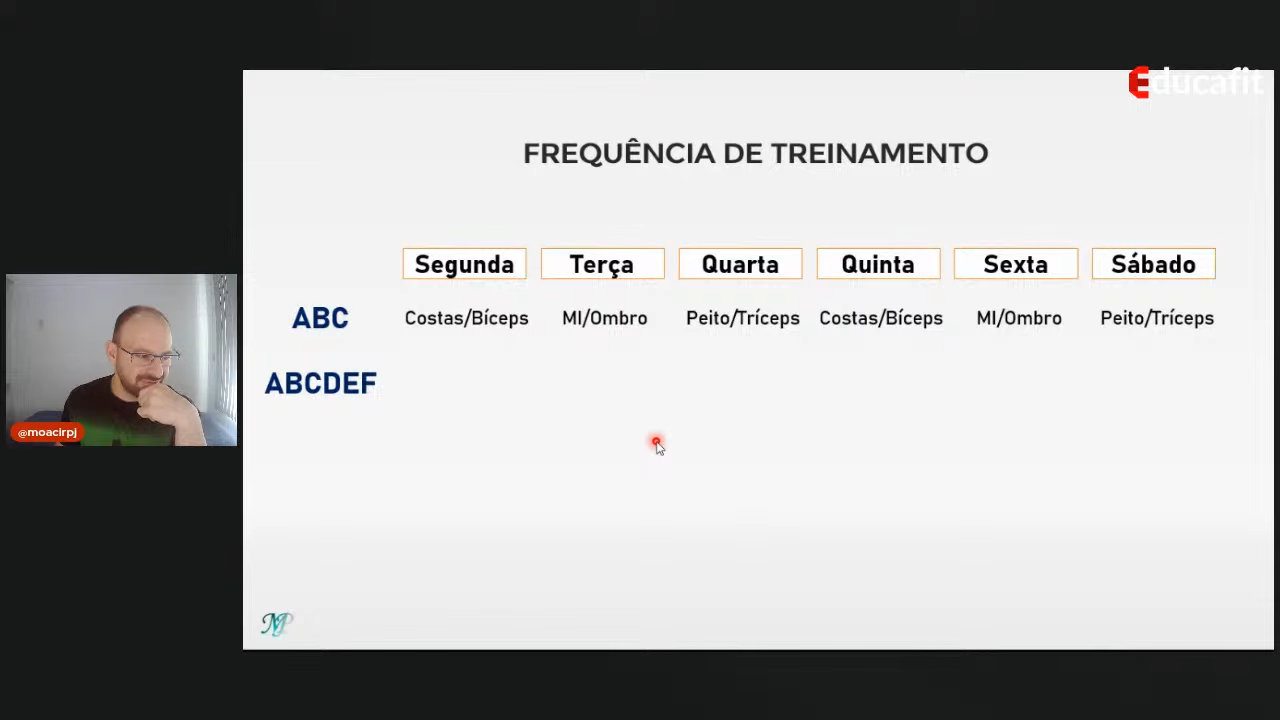 Educafit
FREQUÊNCIA DE TREINAMENTO
Segunda Terça Quarta Quinta Sexta Sábado
ABC Costas/Bíceps MI/Ombro Peito/Tríceps Costas/Bíceps MI/Ombro Peito/Tríceps
ABCDEF
@moacirpj
MP